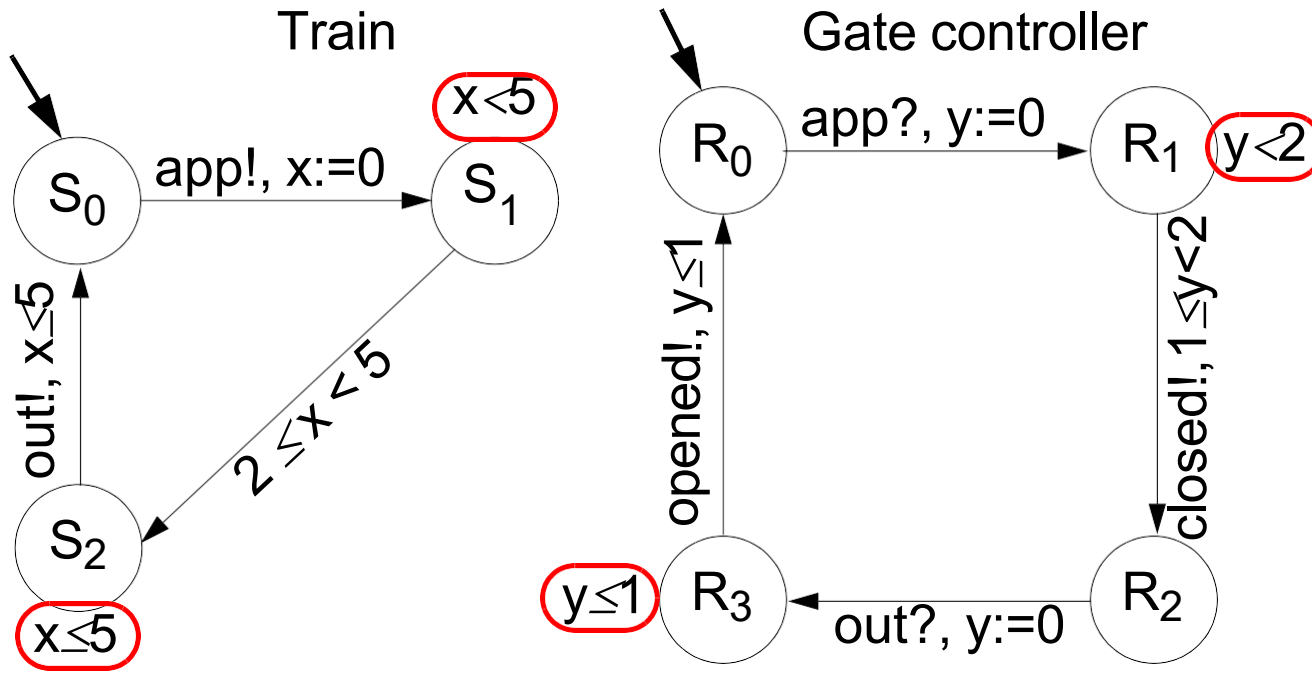 Train
Gate controller
x<5
S0
app!, x:=0
S1
R0
app?, y:=0
R1
y<2
out!, x≤5
2 ≤x < 5
opened!, y≤1
closed!,1≤y<2
S2
x≤5
y≤1
R3
out?, y:=0
R2